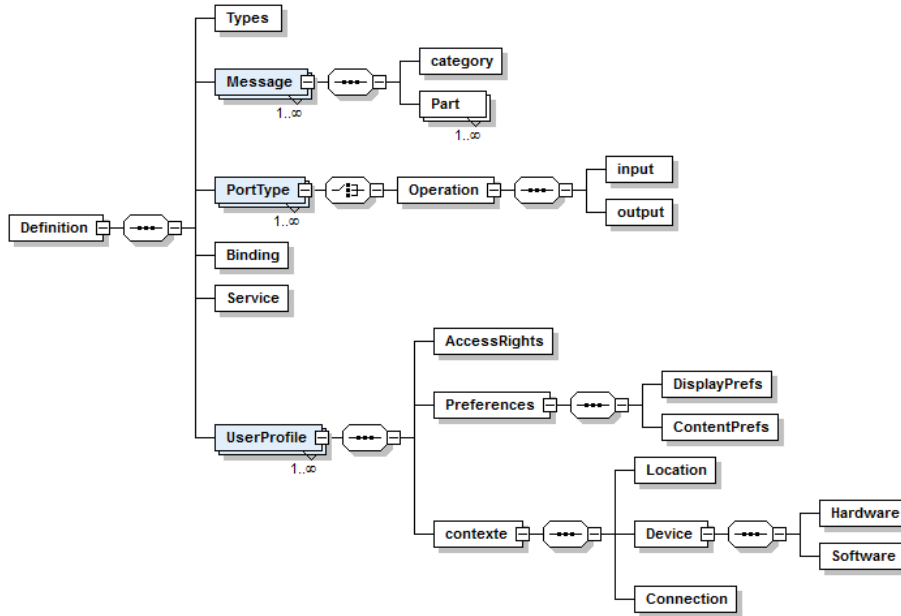 Types
Message
1..∞
category
Part
1..∞
PortType
1..∞
Operation
input
output
Definition
Binding
Service
UserProfile
1..∞
AccessRights
Preferences
DisplayPrefs
ContentPrefs
contexte
Location
Device
Hardware
Software
Connection